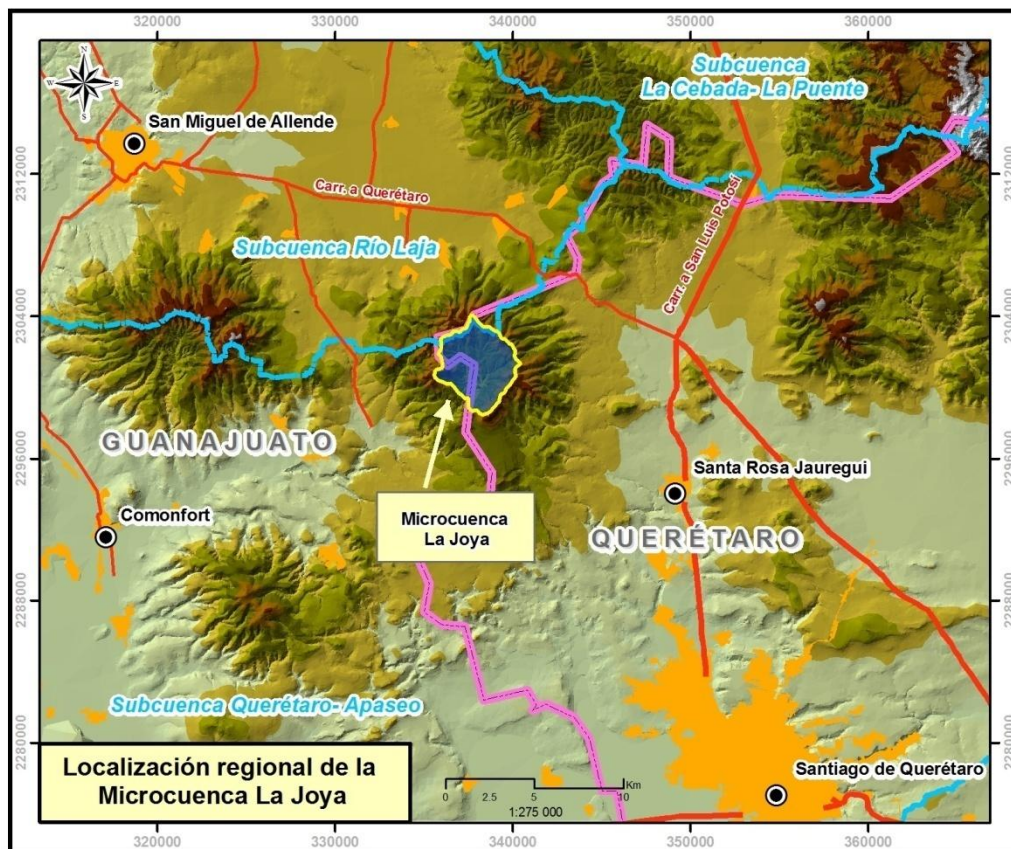 320000 330000 340000 350000 360000
N
W E
S
San Miguel de Allende
Subcuenca
La Cebada- La Puente
2312000 2312000
Carr. a Querétaro
Carr. a San Luis Potosí
Subcuenca Río Laja
2304000 2304000
GUANAJUATO
2296000 2296000
Santa Rosa Jauregui
Microcuenca
La Joya
Comonfort
QUERÉTARO
2288000 2288000
Subcuenca Querétaro- Apaseo
2280000 2280000
Localización regional de la
Microcuenca La Joya
Santiago de Querétaro
Km
0 2.5 5 10
1:275 000
320000 330000 340000 350000 360000